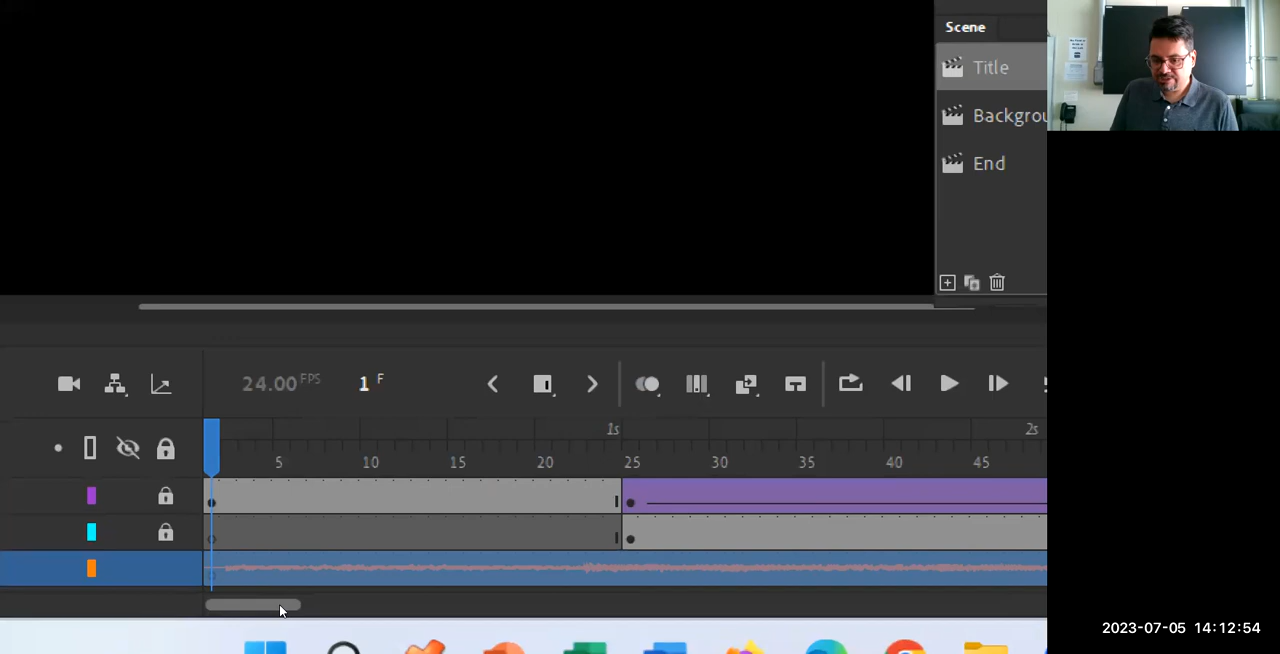 Scene
Title
Backgrou
End
24.00 FPS
1 F
1s
2s
5
10
15
20
25
30
35
40
45
2023-07-05 14:12:54